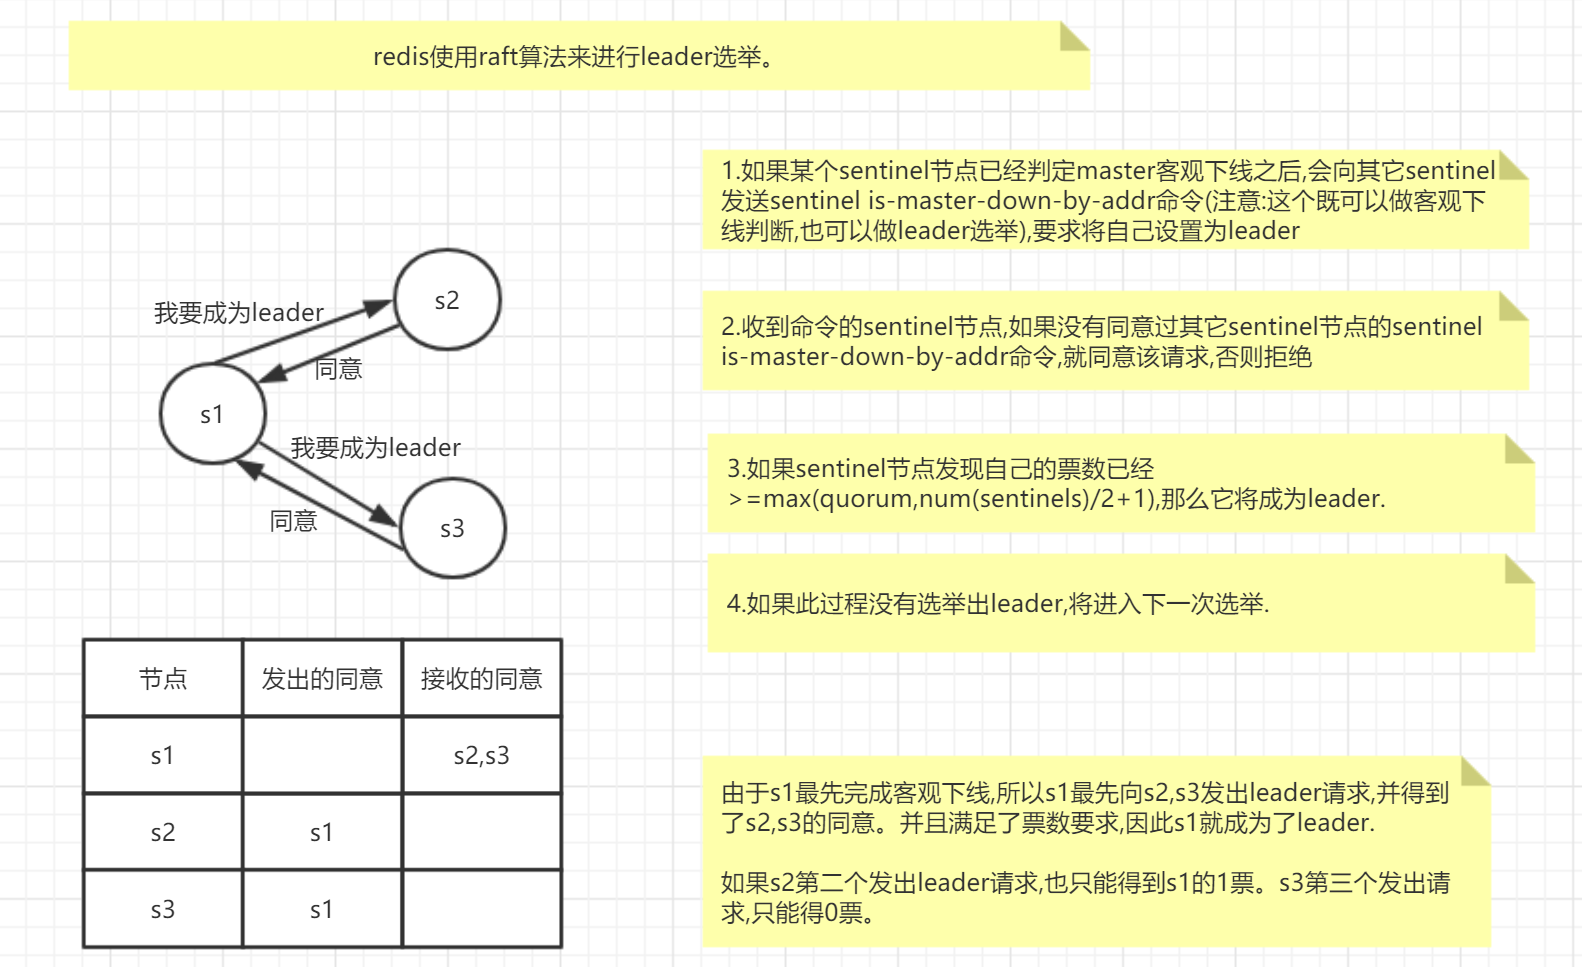 redis使用raft算法来进行leader选举。
1.如果某个sentinel节点已经判定master客观下线之后,会向其它sentinel
发送sentinel is-master-down-by-addr命令(注意:这个既可以做客观下
线判断,也可以做leader选举),要求将自己设置为leader
2.收到命令的sentinel节点,如果没有同意过其它sentinel节点的sentinel
is-master-down-by-addr命令,就同意该请求,否则拒绝
3.如果sentinel节点发现自己的票数已经
>=max(quorum,num(sentinels)/2+1),那么它将成为leader.
4.如果此过程没有选举出leader,将进入下一次选举.
s2
我要成为leader
同意
s1
我要成为leader
同意
s3
节点 发出的同意 接收的同意
s1 s2,s3
s2 s1
s3 s1
由于s1最先完成客观下线,所以s1最先向s2,s3发出leader请求,并得到
了s2,s3的同意。并且满足了票数要求,因此s1就成为了leader.
如果s2第二个发出leader请求,也只能得到s1的1票。s3第三个发出请
求,只能得0票。